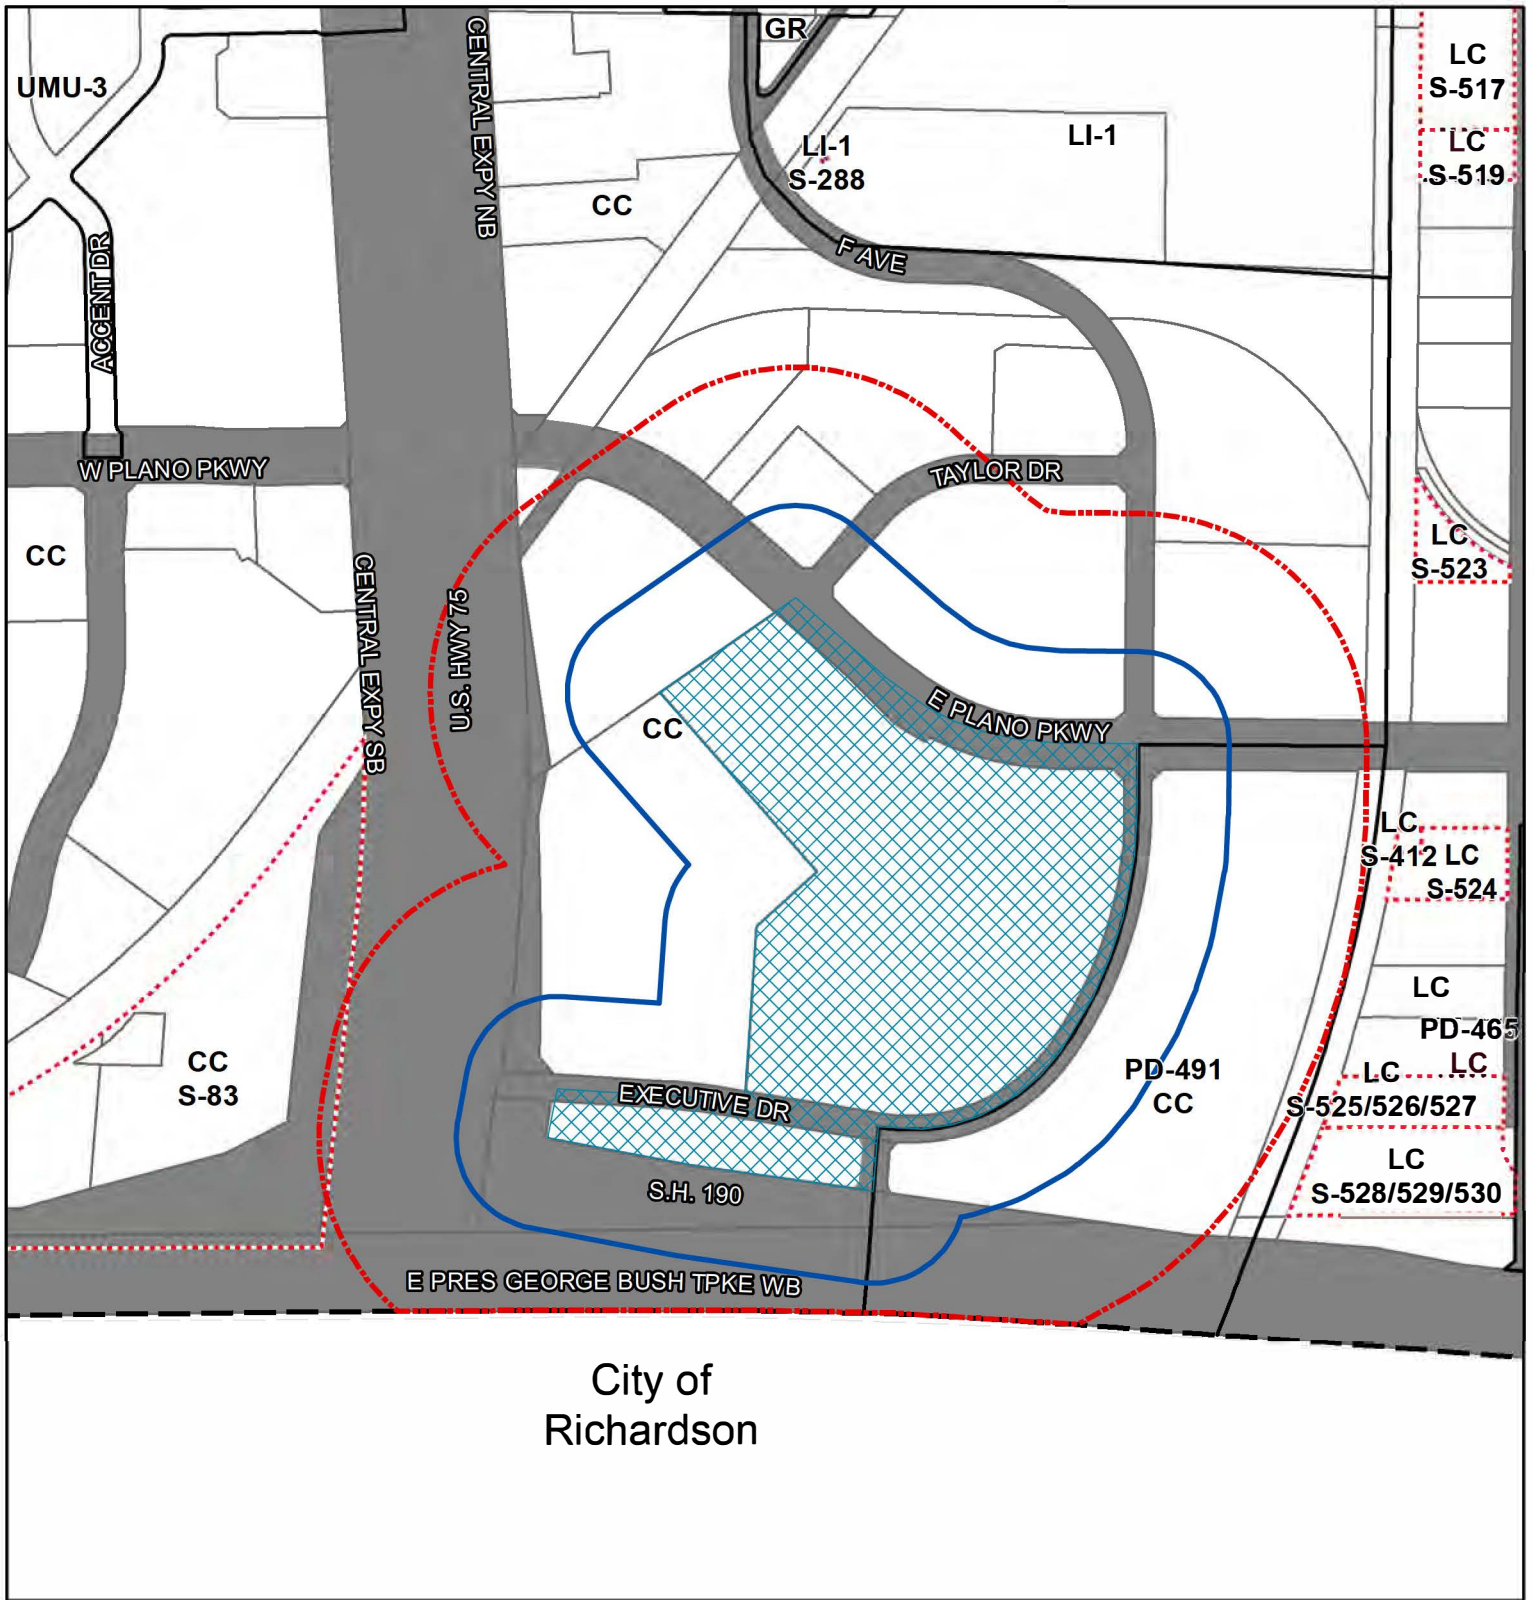 GR
UMU-3
CENTRAL EXPY NB
LC
S-517
LI-1
LI-1
S-288
LC
S-519
CC
F AVE
ACCENT DR
W PLANO PKWY
TAYLOR DR
CC
LC
S-523
CENTRAL EXPY SB
U.S. HWY 75
CC
E PLANO PKWY
LC
S-412
LC
S-524
LC
PD-465
LC
CC
S-83
PD-491
CC
LC
S-525/526/527
EXECUTIVE DR
LC
S-528/529/530
S.H. 190
E PRES GEORGE BUSH TPKE WB
City of
Richardson